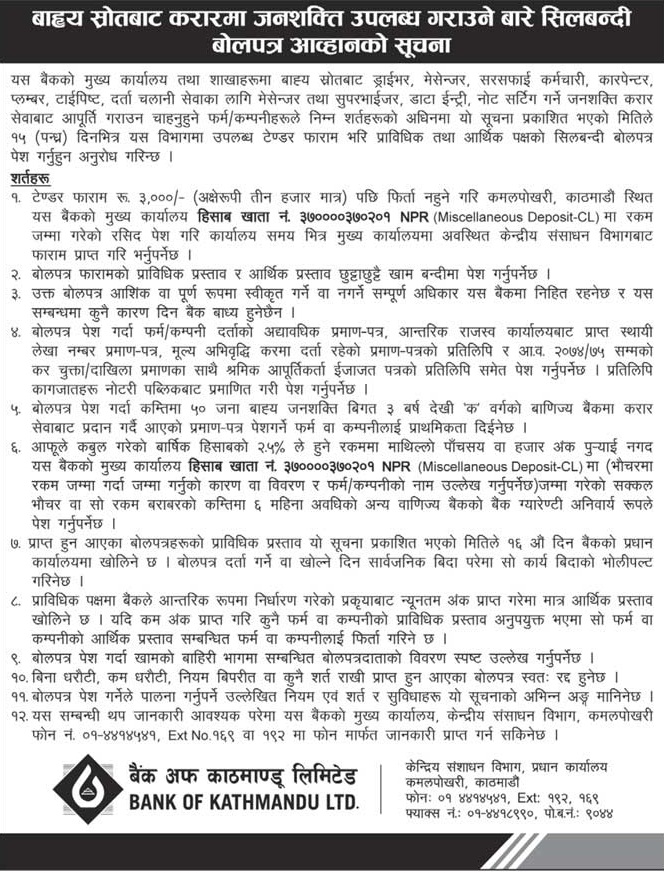 बाह्य स्रोतबाट करारमा जनशक्ति उपलब्ध गराउने बारे सिलबन्दी
बोलपत्र आव्हानको सूचना
यस बैंकको मुख्य कार्यालय तथा शाखाहरूमा बाह्य स्रोतबाट ड्राईभर, मेसेन्जर, सरसफाई कर्मचारी, कारपेन्टर,
प्लम्बर, टाईपिष्ट, दर्ता चलानी सेवाका लागि मेसेन्जर तथा सुपरभाईजर, डाटा ईन्ट्री, नोट सर्टिग गर्ने जनशक्ति करार
सेवाबाट आपूर्ति गराउन चाहनुहुने फर्म/कम्पनीहरूले निम्न शर्तहरूको अधिनमा यो सूचना प्रकाशित भएको मितिले
१५ (पन्ध्र) दिनभित्र यस विभागमा उपलब्ध टेण्डर फाराम भरि प्राविधिक तथा आर्थिक पक्षको सिलबन्दी बोलपत्र
पेश गर्नुहुन अनुरोध गरिन्छ ।
शर्तहरू
१. टेण्डर फाराम रू. ३,०००/- (अक्षेरूपी तीन हजार मात्र) पछि फिर्ता नहुने गरि कमलपोखरी, काठमाडौं स्थित
यस बैंकको मुख्य कार्यालय हिसाब खाता नं. ३७००००३७०२०१ NPR (Miscellaneous Deposit-CL) मा रकम
जम्मा गरेको रसिद पेश गरि कार्यालय समय भित्र मुख्य कार्यालयमा अवस्थित केन्द्रीय संसाधन विभागबाट
फाराम प्राप्त गरि भर्नुपर्नेछ ।
२. बोलपत्र फारामको प्राविधिक प्रस्ताव र आर्थिक प्रस्ताव छुट्टाछुट्टै खाम बन्दीमा पेश गर्नुपर्नेछ ।
३. उक्त बोलपत्र आशिंक वा पूर्ण रूपमा स्वीकृत गर्ने वा नगर्ने सम्पूर्ण अधिकार यस बैंकमा निहित रहनेछ र यस
सम्बन्धमा कुनै कारण दिन बैंक बाध्य हुनेछैन ।
४. बोलपत्र पेश गर्दा फर्म/कम्पनी दर्ताको अद्यावधिक प्रमाण-पत्र, आन्तरिक राजस्व कार्यालयबाट प्राप्त स्थायी
लेखा नम्बर प्रमाण-पत्र, मूल्य अभिवृद्धि करमा दर्ता रहेको प्रमाण-पत्रको प्रतिलिपि र आ.व. २०७४/७५ सम्मको
कर चुक्ता/दाखिला प्रमाणका साथै श्रमिक आपूर्तिकर्ता ईजाजत पत्रको प्रतिलिपि समेत पेश गर्नुपर्नेछ । प्रतिलिपि
कागजातहरू नोटरी पब्लिकबाट प्रमाणित गरी पेश गर्नुपर्नेछ ।
५. बोलपत्र पेश गर्दा कम्तिमा ५० जना बाह्य जनशक्ति बिगत ३ बर्ष देखी 'क' वर्गको बाणिज्य बैंकमा करार
सेवाबाट प्रदान गर्दै आएको प्रमाण-पत्र पेशगर्ने फर्म वा कम्पनीलाई प्राथमिकता दिईनेछ ।
६. आफूले कबुल गरेको बार्षिक हिसाबको २.५% ले हुने रकममा माथिल्लो पाँचसय वा हजार अंक पुर्‍याई नगद
यस बैंकको मुख्य कार्यालय हिसाब खाता नं. ३७००००३७०२०१ NPR (Miscellaneous Deposit-CL) मा (भौचरमा
रकम जम्मा गर्दा जम्मा गर्नुको कारण वा विवरण र फर्म/कम्पनीको नाम उल्लेख गर्नुपर्नेछ)जम्मा गरेको सक्कल
भौचर वा सो रकम बराबरको कम्तिमा ६ महिना अवधिको अन्य वाणिज्य बैंकको बैंक ग्यारेण्टी अनिवार्य रूपले
पेश गर्नुपर्नेछ ।
७. प्राप्त हुन आएका बोलपत्रहरूको प्राविधिक प्रस्ताव यो सूचना प्रकाशित भएको मितिले १६ औ दिन बैंकको प्रधान
कार्यालयमा खोलिने छ । बोलपत्र दर्ता गर्ने वा खोल्ने दिन सार्वजनिक बिदा परेमा सो कार्य बिदाको भोलीपल्ट
गरिनेछ ।
८. प्राविधिक पक्षमा बैंकले आन्तरिक रूपमा निर्धारण गरेको प्रकृयाबाट न्यूनतम अंक प्राप्त गरेमा मात्र आर्थिक प्रस्ताव
खोलिने छ । यदि कम अंक प्राप्त गरि कुनै फर्म वा कम्पनीको प्राविधिक प्रस्ताव अनुपयुक्त भएमा सो फर्म वा
कम्पनीको आर्थिक प्रस्ताव सम्बन्धित फर्म वा कम्पनीलाई फिर्ता गरिने छ ।
९. बोलपत्र पेश गर्दा खामको बाहिरी भागमा सम्बन्धित बोलपत्रदाताको विवरण स्पष्ट उल्लेख गर्नुपर्नेछ ।
१०. बिना धरौटी, कम धरौटी, नियम बिपरीत वा कुनै शर्त राखी प्राप्त हुन आएका बोलपत्र स्वतः रद्द हुनेछ ।
११. बोलपत्र पेश गर्नेले पालना गर्नुपर्ने उल्लेखित नियम एवं शर्त र सुविधाहरू यो सूचनाको अभिन्न अङ्ग मानिनेछ ।
१२. यस सम्बन्धी थप जानकारी आवश्यक परेमा यस बैंकको मुख्य कार्यालय, केन्द्रीय संसाधन विभाग, कमलपोखरी
फोन नं. ०१-४४१४५४१, Ext No.१६९ वा १९२ मा फोन मार्फत जानकारी प्राप्त गर्न सकिनेछ ।
बैंक अफ काठमाण्डू लिमिटेड
BANK OF KATHMANDU LTD.
केन्द्रिय संशाधन विभाग, प्रधान कार्यालय
कमलपोखरी, काठमाडौं
फोनः ०१ ४४१४५४१, Ext: १९२, १६९
फ्याक्स नं.: ०१-४४१८९९०, पो.ब.नं.: ९०४४